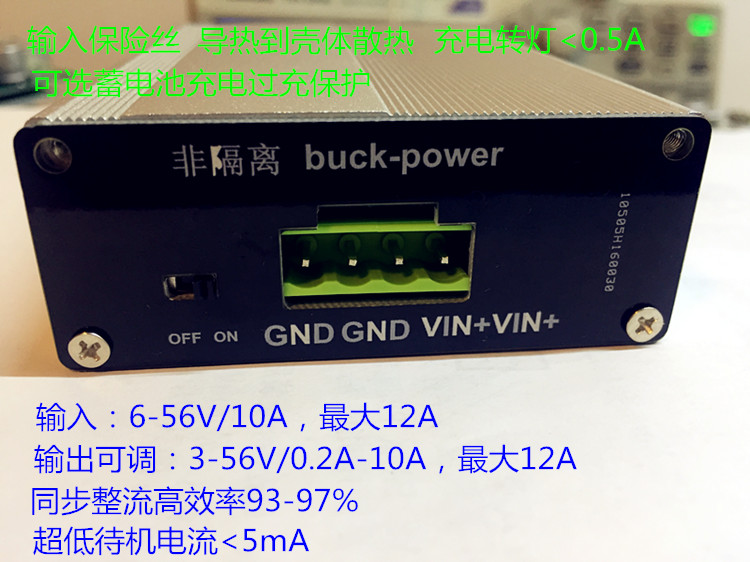 输入保险丝 导热到壳体散热 充电转灯<0.5A
可选蓄电池充电过充保护
非隔离 buck-power
10505H160030
OFF ON
GND GND VIN+VIN+
输入：6-56V/10A，最大12A
输出可调：3-56V/0.2A-10A，最大12A
同步整流高效率93-97%
超低待机电流<5mA